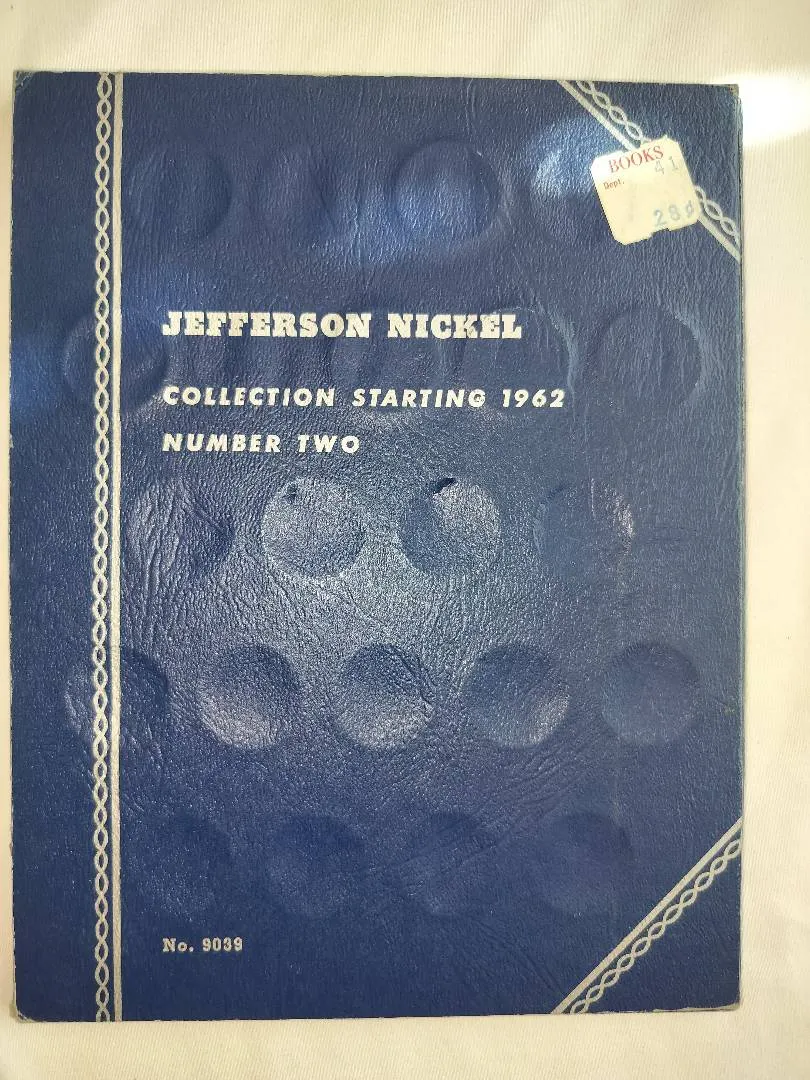 BOOKS
Dept. 41
28¢
JEFFERSON NICKEL
COLLECTION STARTING 1962
NUMBER TWO
No. 9039